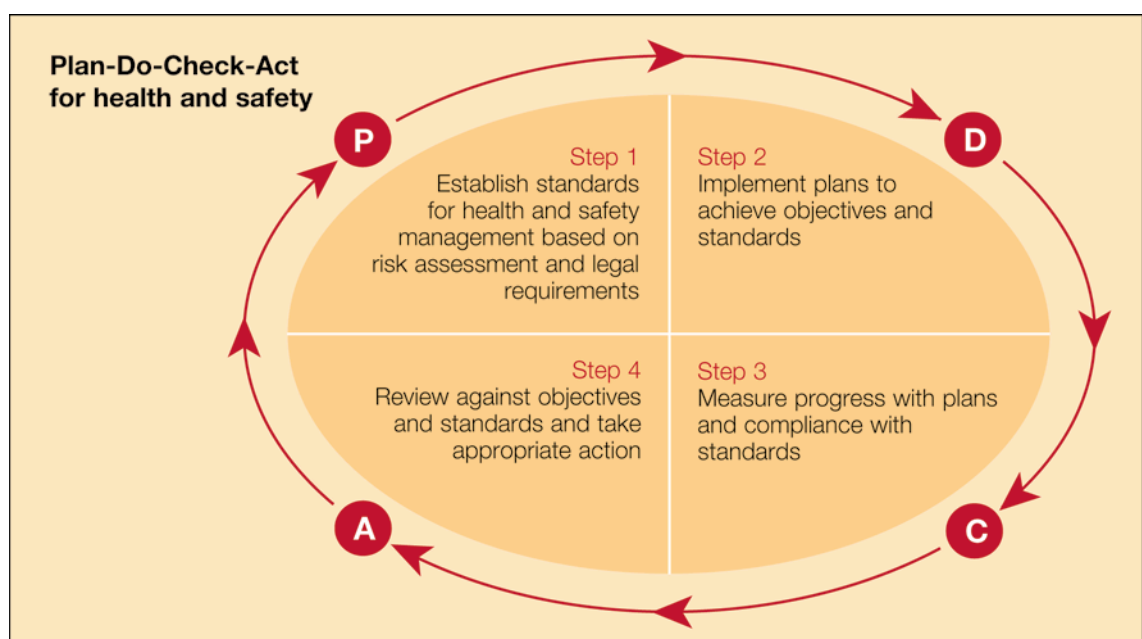 Plan-Do-Check-Act
for health and safety
P
D
Step 1
Establish standards
for health and safety
management based on
risk assessment and legal
requirements
Step 2
Implement plans to
achieve objectives and
standards
Step 4
Review against objectives
and standards and take
appropriate action
Step 3
Measure progress with plans
and compliance with
standards
A
C